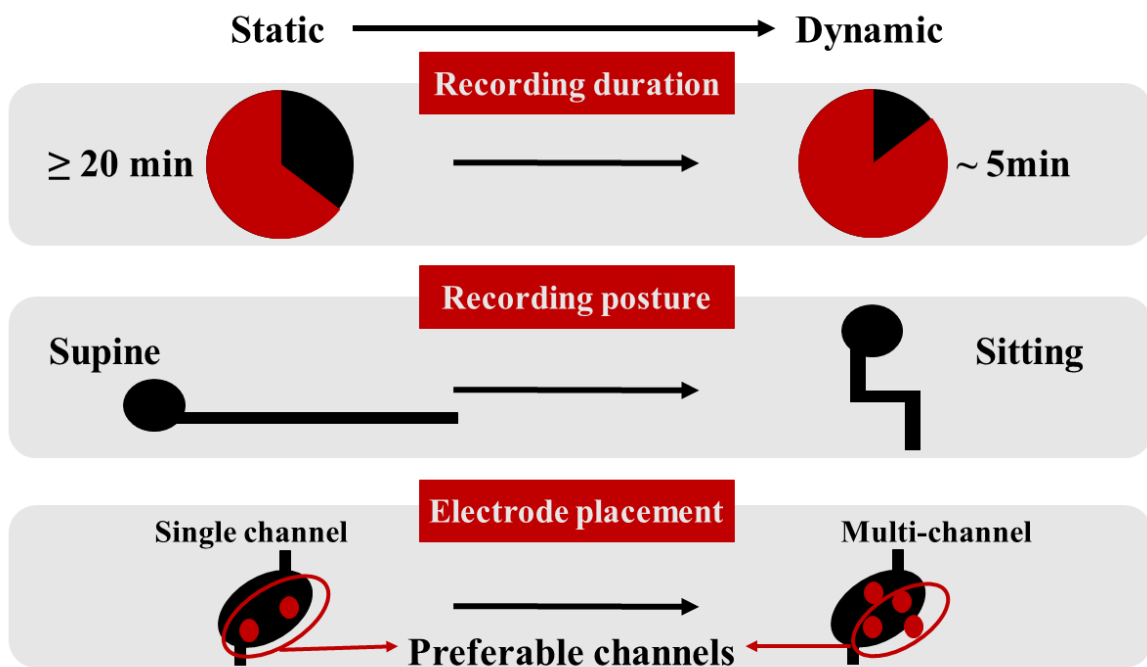 Static
Dynamic
Recording duration
≥ 20 min
~ 5min
Recording posture
Supine
Sitting
Electrode placement
Single channel
Multi-channel
Preferable channels